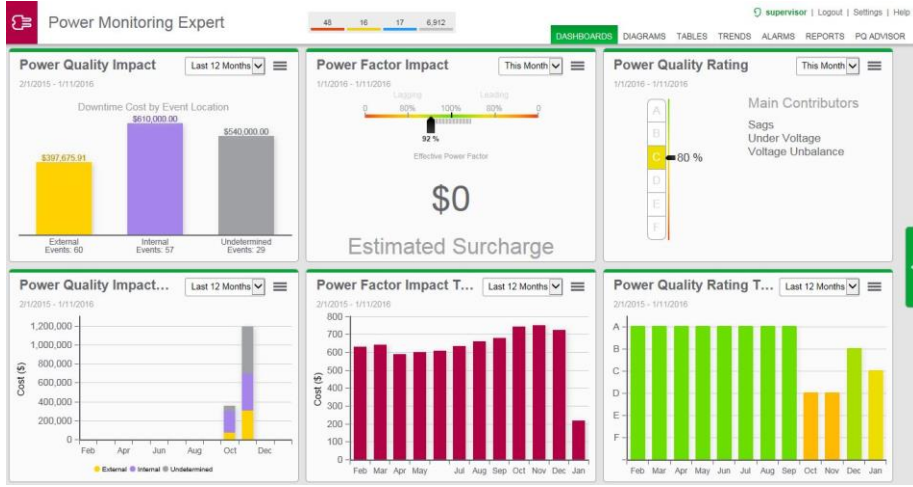 Power Monitoring Expert
48 16 17 6,912
supervisor | Logout | Settings | Help
DASHBOARDS DIAGRAMS TABLES TRENDS ALARMS REPORTS PQ ADVISOR
Power Quality Impact
Last 12 Months
2/1/2015 - 1/11/2016
Downtime Cost by Event Location
$610,000.00
$540,000.00
$397,675.91
External
Events: 60
Internal
Events: 57
Undetermined
Events: 29
Power Factor Impact
This Month
1/1/2016 - 1/11/2016
Lagging Leading
0 80% 100% 80% 0
92 %
Effective Power Factor
$0
Estimated Surcharge
Power Quality Rating
This Month
1/1/2016 - 1/11/2016
A
B
C
D
E
F
80 %
Main Contributors
Sags
Under Voltage
Voltage Unbalance
Power Quality Impact...
Last 12 Months
2/1/2015 - 1/11/2016
Cost ($)
1,200,000
1,000,000
800,000
600,000
400,000
200,000
0
Feb Apr Jun Aug Oct Dec
External Internal Undetermined
Power Factor Impact T...
Last 12 Months
2/1/2015 - 1/11/2016
Cost ($)
800
700
600
500
400
300
200
100
0
Feb Mar Apr May Jul Aug Sep Oct Nov Dec Jan
Power Quality Rating T...
Last 12 Months
2/1/2015 - 1/11/2016
A
B
C
D
E
F
Feb Mar Apr May Jun Jul Aug Sep Oct Nov Dec Jan